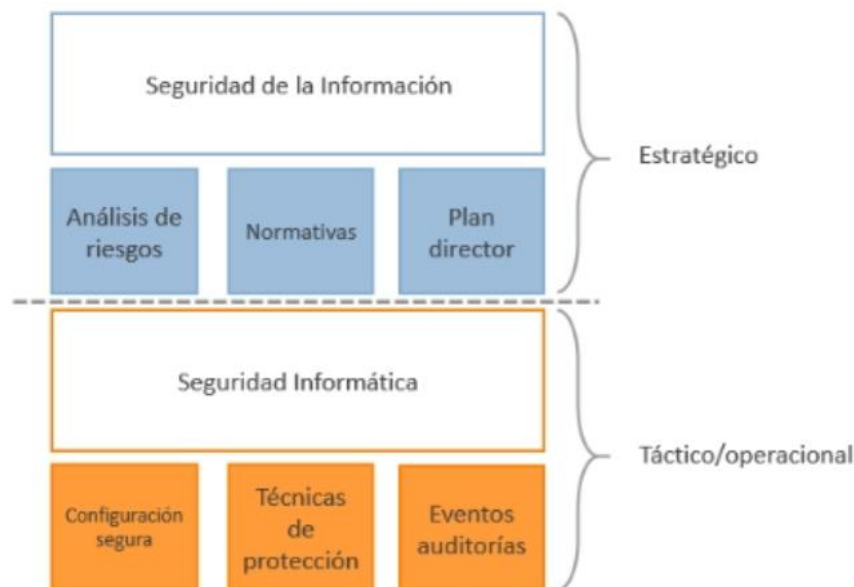 Seguridad de la Información
Estratégico
Análisis de
riesgos
Normativas
Plan
director
Seguridad Informática
Táctico/operacional
Configuración
segura
Técnicas
de
protección
Eventos
auditorías